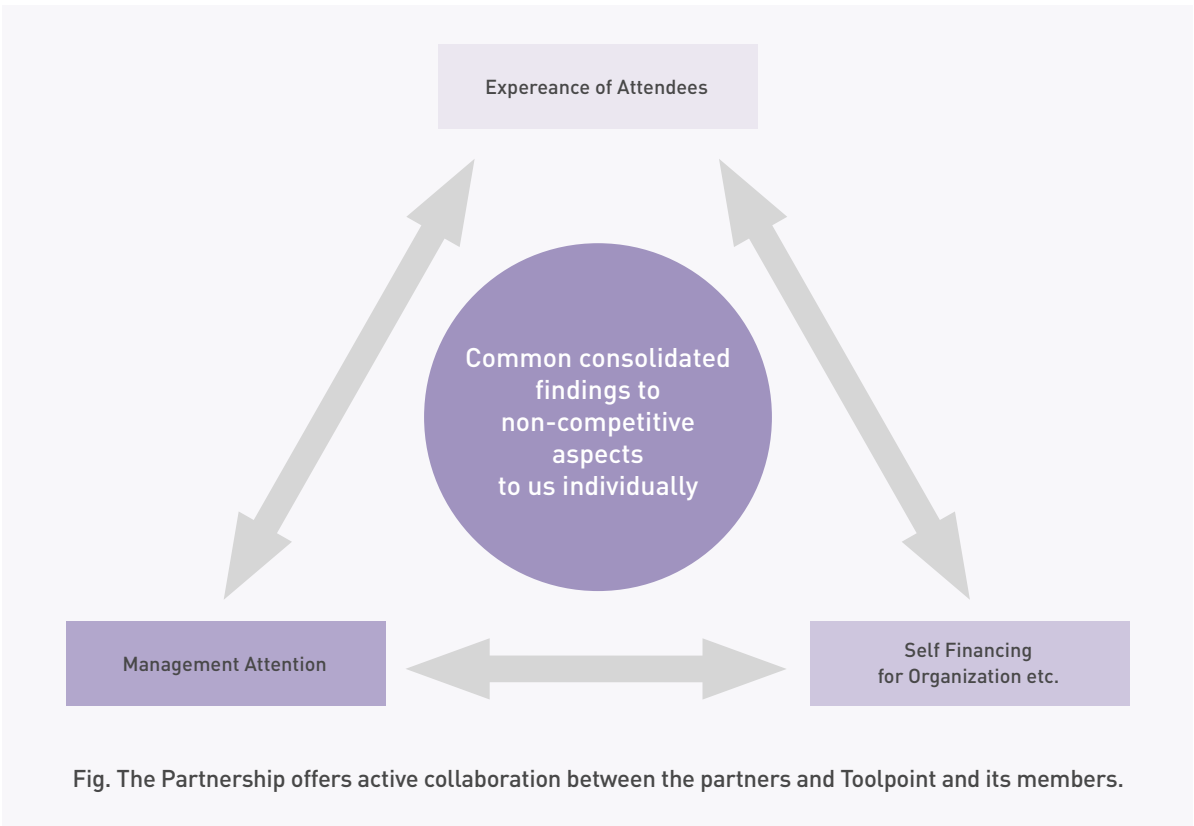 Expereance of Attendees
Common consolidated
findings to
non-competitive
aspects
to us individually
Management Attention
Self Financing
for Organization etc.
Fig. The Partnership offers active collaboration between the partners and Toolpoint and its members.